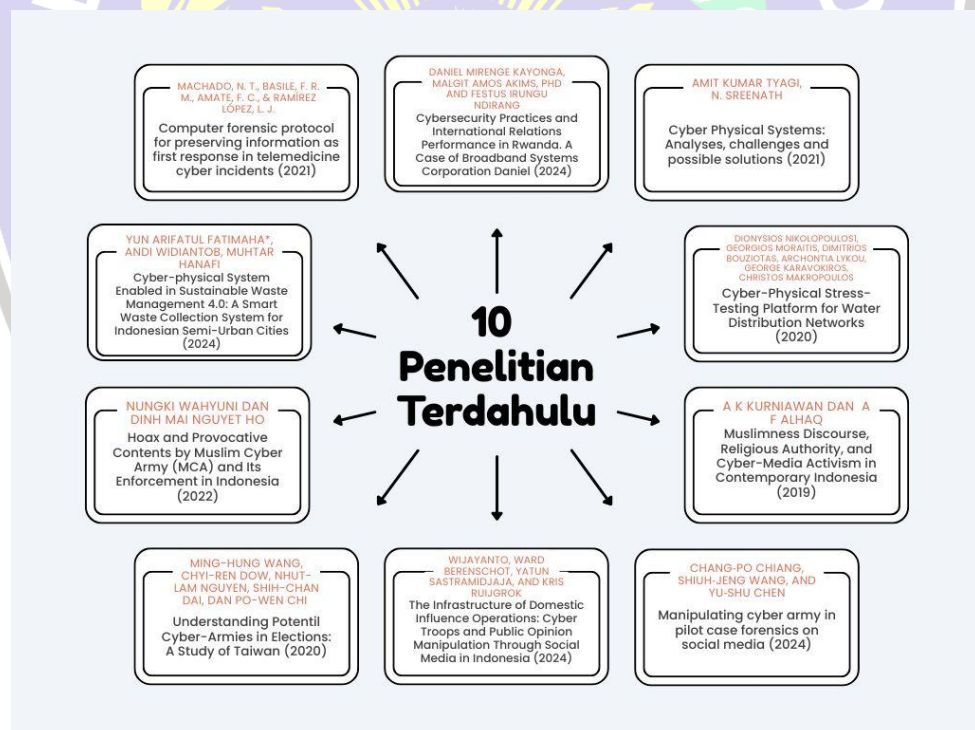 MACHADO, N. T., BASILE, F. R.
M., AMATE, F. C., & RAMÍREZ
LÓPEZ, L. J.
Computer forensic protocol
for preserving information as
first response in telemedicine
cyber incidents (2021)
DANIEL MIRENGE KAYONGA,
MALGIT AMOS AKIMS, PHD
AND FESTUS IRUNGU
NDIRANG
Cybersecurity Practices and
International Relations
Performance in Rwanda. A
Case of Broadband Systems
Corporation Daniel (2024)
AMIT KUMAR TYAGI,
N. SREENATH
Cyber Physical Systems:
Analyses, challenges and
possible solutions (2021)
YUN ARIFATUL FATIMAHA*,
ANDI WIDIANTOB, MUHTAR
HANAFI
Cyber-physical System
Enabled in Sustainable Waste
Management 4.0: A Smart
Waste Collection System for
Indonesian Semi-Urban Cities
(2024)
10
Penelitian
Terdahulu
DIONYSIOS NIKOLOPOULOS1,
GEORGIOS MORAITIS, DIMITRIOS
BOUZIOTAS, ARCHONTIA LYKOU,
GEORGE KARAVOKIROS,
CHRISTOS MAKROPOULOS
Cyber-Physical Stress-
Testing Platform for Water
Distribution Networks
(2020)
NUNGKI WAHYUNI DAN
DINH MAI NGUYET HO
Hoax and Provocative
Contents by Muslim Cyber
Army (MCA) and Its
Enforcement in Indonesia
(2022)
A K KURNIAWAN DAN A
F ALHAQ
Muslimness Discourse,
Religious Authority, and
Cyber-Media Activism in
Contemporary Indonesia
(2019)
MING-HUNG WANG,
CHYI-REN DOW, NHUT-
LAM NGUYEN, SHIH-CHAN
DAI, DAN PO-WEN CHI
Understanding Potentil
Cyber-Armies in Elections:
A Study of Taiwan (2020)
WIJAYANTO, WARD
BERENSCHOT, YATUN
SASTRAMIDJAJA, AND KRIS
RUIJGROK
The Infrastructure of Domestic
Influence Operations: Cyber
Troops and Public Opinion
Manipulation Through Social
Media in Indonesia (2024)
CHANG-PO CHIANG,
SHIUH-JENG WANG, AND
YU-SHU CHEN
Manipulating cyber army in
pilot case forensics on
social media (2024)